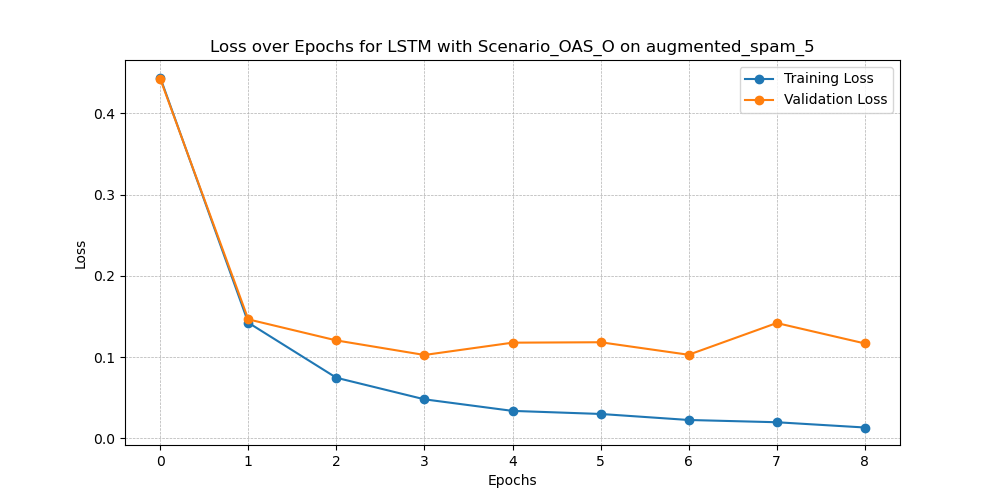 Loss over Epochs for LSTM with Scenario_OAS_O on augmented_spam_5
Training Loss
Validation Loss
0.4
0.3
0.2
0.1
0.0
Loss
0 1 2 3 4 5 6 7 8
Epochs